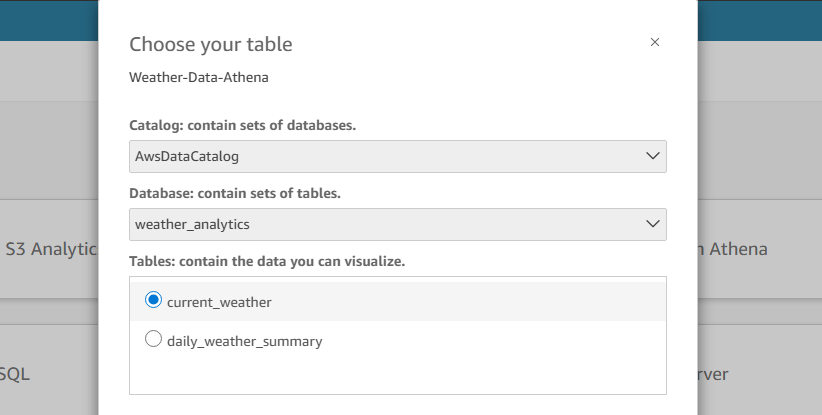 Choose your table
Weather-Data-Athena
Catalog: contain sets of databases.
AwsDataCatalog
Database: contain sets of tables.
weather_analytics
S3 Analytic
Athena
Tables: contain the data you can visualize.
current_weather
daily_weather_summary
SQL
rver